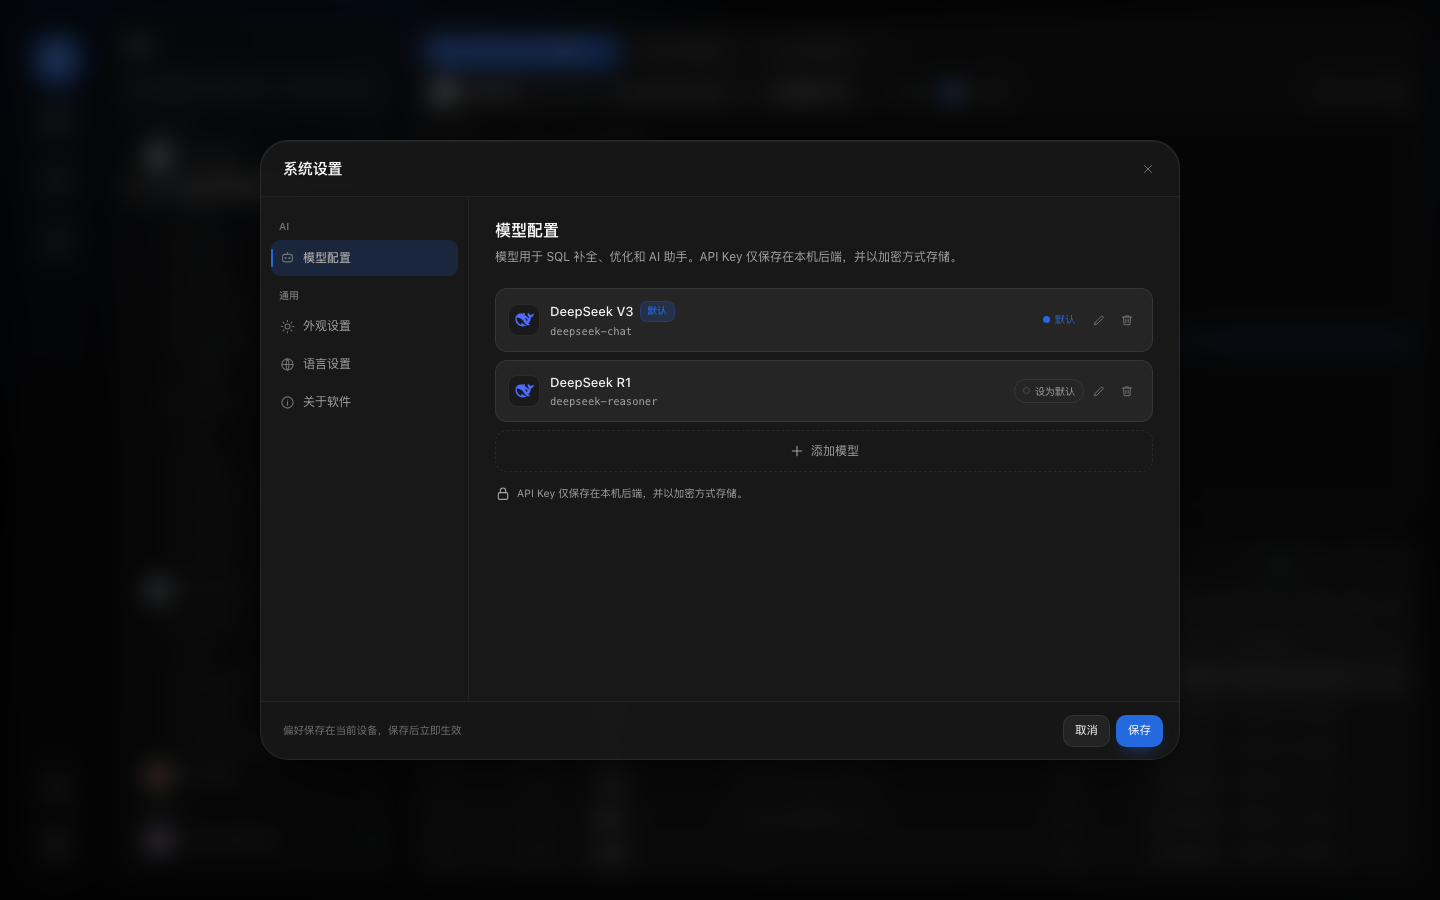 系统设置
AI
模型配置
通用
外观设置
语言设置
关于软件
模型配置
模型用于 SQL 补全、优化和 AI 助手。API Key 仅保存在本机后端，并以加密方式存储。
DeepSeek V3 默认
deepseek-chat
默认
DeepSeek R1
deepseek-reasoner
设为默认
添加模型
API Key 仅保存在本机后端，并以加密方式存储。
偏好保存在当前设备，保存后立即生效
取消 保存